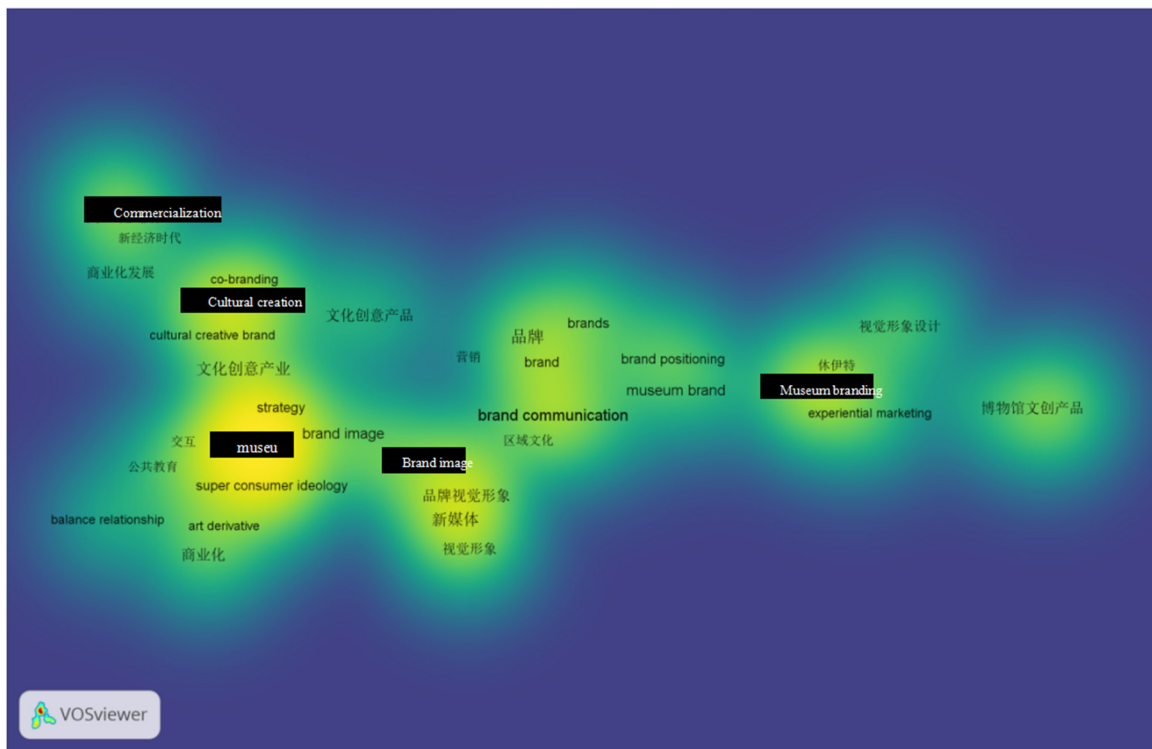 Commercialization
新经济时代
商业化发展
co-branding
Cultural creation
文化创意产品
cultural creative brand
文化创意产业
strategy
brand image
交互
museu
公共教育
super consumer ideology
balance relationship
art derivative
商业化
Brand image
品牌视觉形象
新媒体
视觉形象
brands
品牌
营销
brand
brand positioning
museum brand
brand communication
区域文化
视觉形象设计
休伊特
Museum branding
experiential marketing
博物馆文创产品
VOSviewer